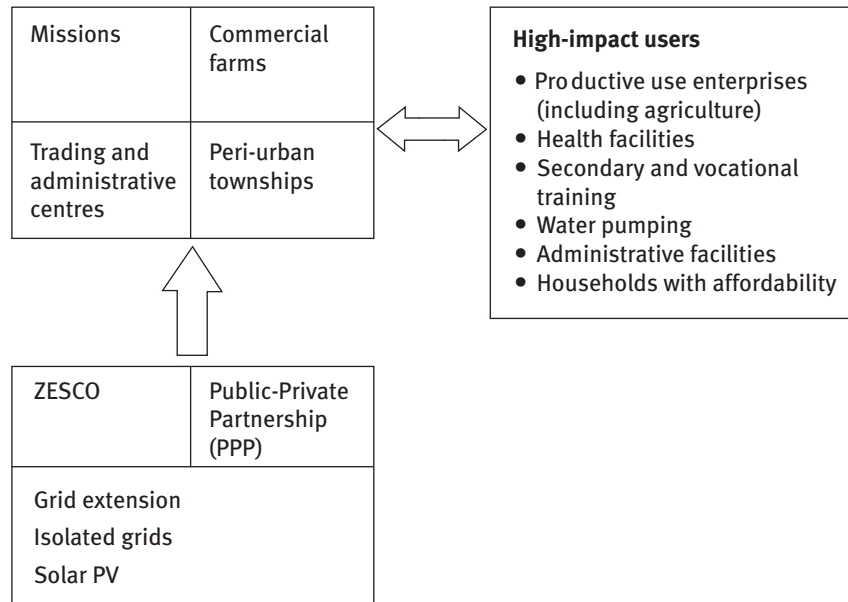 Missions
Commercial
farms
Trading and
administrative
centres
Peri-urban
townships
High-impact users
• Productive use enterprises
(including agriculture)
• Health facilities
• Secondary and vocational
training
• Water pumping
• Administrative facilities
• Households with affordability
ZESCO
Public-Private
Partnership
(PPP)
Grid extension
Isolated grids
Solar PV